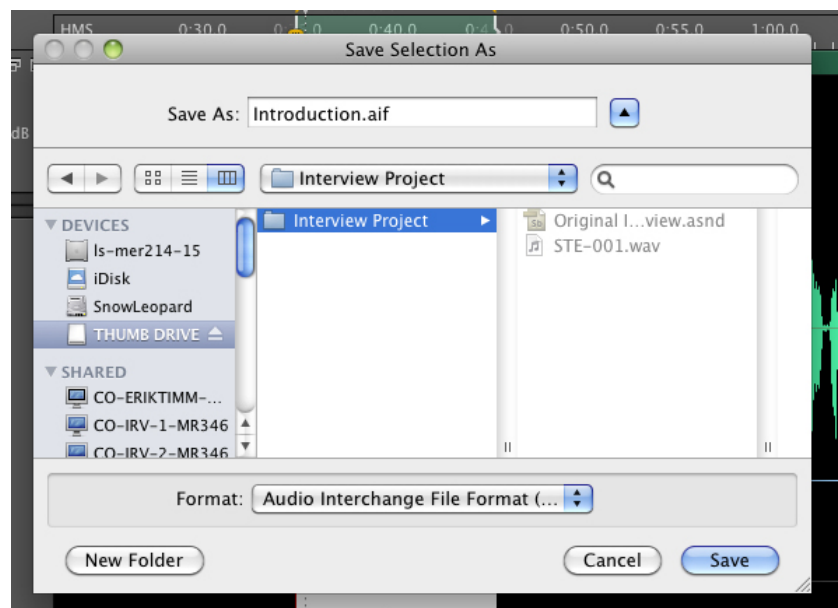 HMS 0:30.0 0:40.0 0:50.0 0:55.0 1:00.0
Save Selection As
Save As: Introduction.aif
dB
Interview Project
DEVICES
ls-mer214-15
iDisk
SnowLeopard
THUMB DRIVE
SHARED
CO-ERIKTIMM-...
CO-IRV-1-MR346
CO-IRV-2-MR346
Interview Project
Original I...view.asnd
STE-001.wav
Format: Audio Interchange File Format (...
New Folder
Cancel
Save